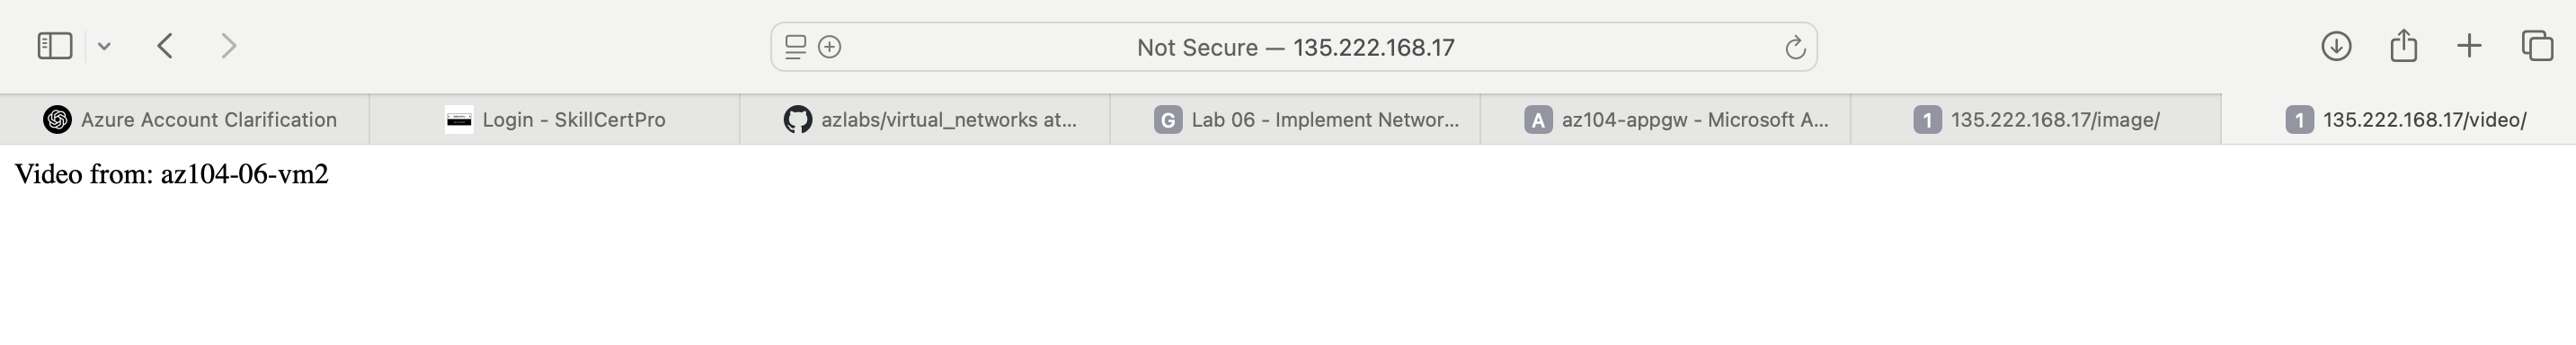 Not Secure — 135.222.168.17
Azure Account Clarification
Login - SkillCertPro
azlabs/virtual_networks at...
G Lab 06 - Implement Networ...
A az104-appgw - Microsoft A...
1 135.222.168.17/image/
1 135.222.168.17/video/
Video from: az104-06-vm2